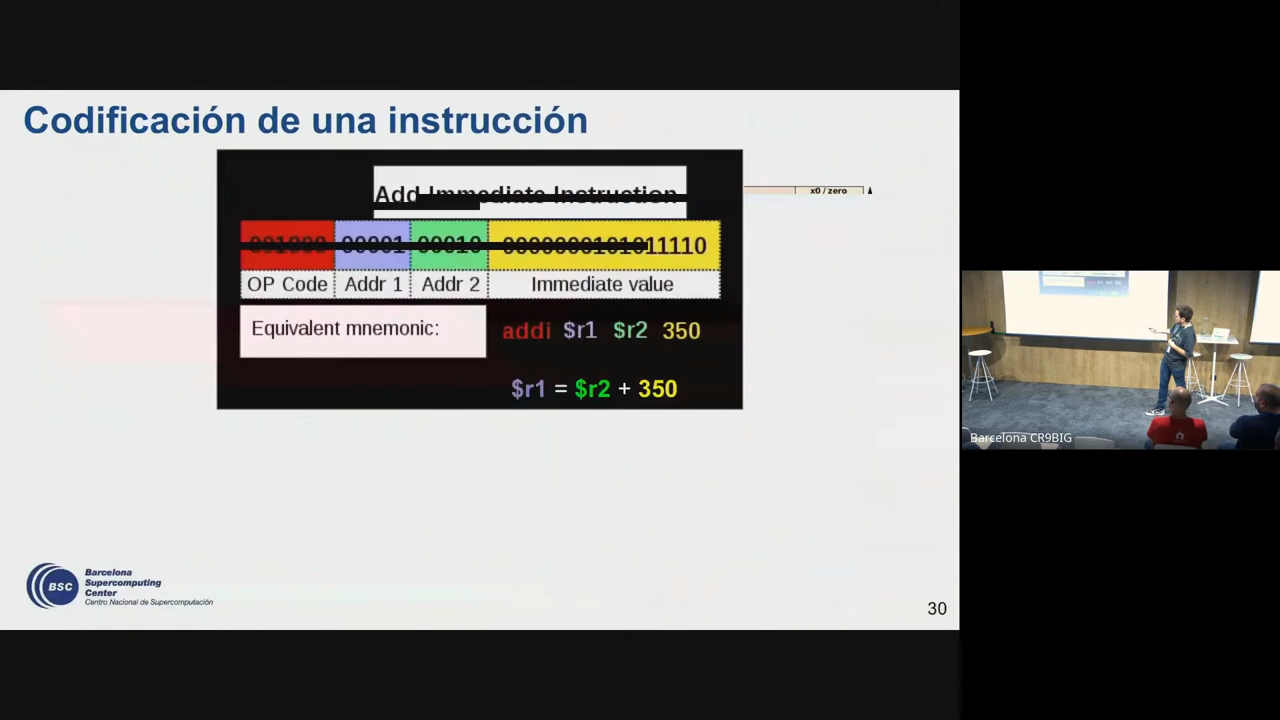 Codificación de una instrucción
Add Immediate Instruction
x0 / zero
001000 00001 00010 0000000101011110
OP Code Addr 1 Addr 2 Immediate value
Equivalent mnemonic: addi $r1 $r2 350
$r1 = $r2 + 350
Barcelona CR9BIG
BSC
Barcelona
Supercomputing
Center
Centro Nacional de Supercomputación
30